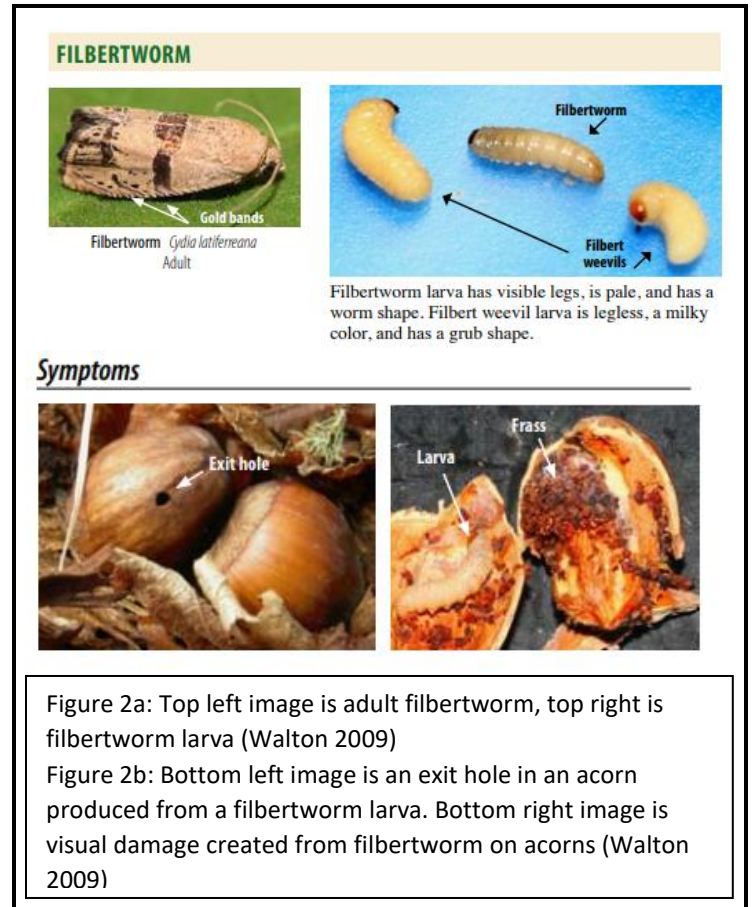 FILBERTWORM
Gold bands
Filbertworm Cydia latiferreana
Adult
Filbertworm
Filbert
weevils
Filbertworm larva has visible legs, is pale, and has a
worm shape. Filbert weevil larva is legless, a milky
color, and has a grub shape.
Symptoms
Exit hole
Larva
Frass
Figure 2a: Top left image is adult filbertworm, top right is
filbertworm larva (Walton 2009)
Figure 2b: Bottom left image is an exit hole in an acorn
produced from a filbertworm larva. Bottom right image is
visual damage created from filbertworm on acorns (Walton
2009)